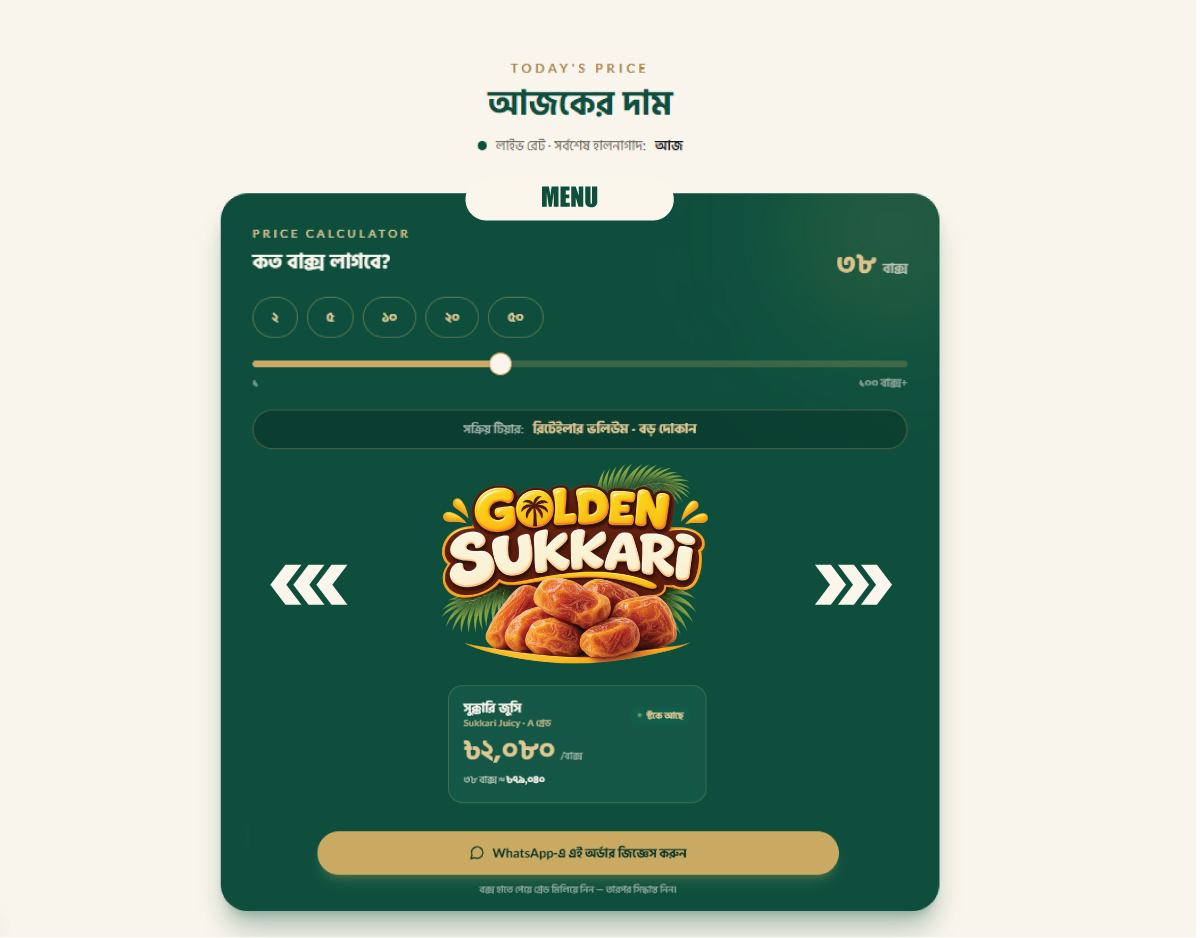 TODAY'S PRICE
আজকের দাম
লাইভ রেট · সর্বশেষ হালনাগাদ: আজ
MENU
PRICE CALCULATOR
কত বাক্স লাগবে?
৩৮ বাক্স
২ ৫ ১০ ২০ ৫০
১ ১০০ বাক্স+
সক্রিয় টিয়ার: রিটেইলার ভলিউম - বড় দোকান
GOLDEN
SUKKARi
সুক্কারি জুসি
Sukkari Juicy · A গ্রেড
স্টকে আছে
৳২,০৮০ /বাক্স
৩৮ বাক্স ≈ ৳৭৯,০৪০
WhatsApp-এ এই অর্ডার জিজ্ঞেস করুন
বাক্স হাতে পেয়ে গ্রেড মিলিয়ে নিন — তারপর সিদ্ধান্ত নিন।